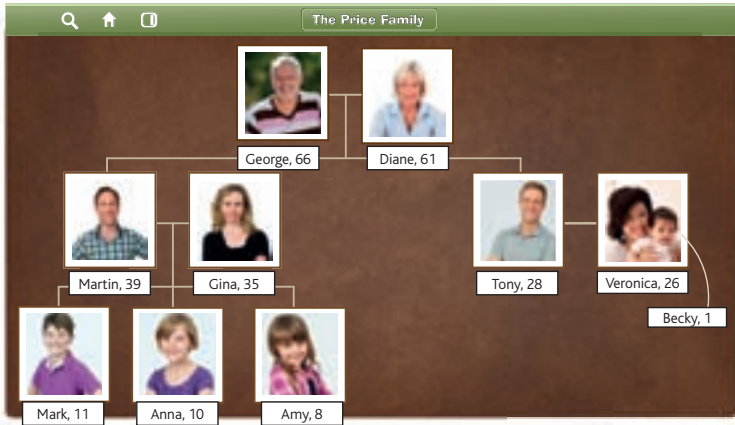 The Price Family
George, 66
Diane, 61
Martin, 39
Gina, 35
Tony, 28
Veronica, 26
Becky, 1
Mark, 11
Anna, 10
Amy, 8